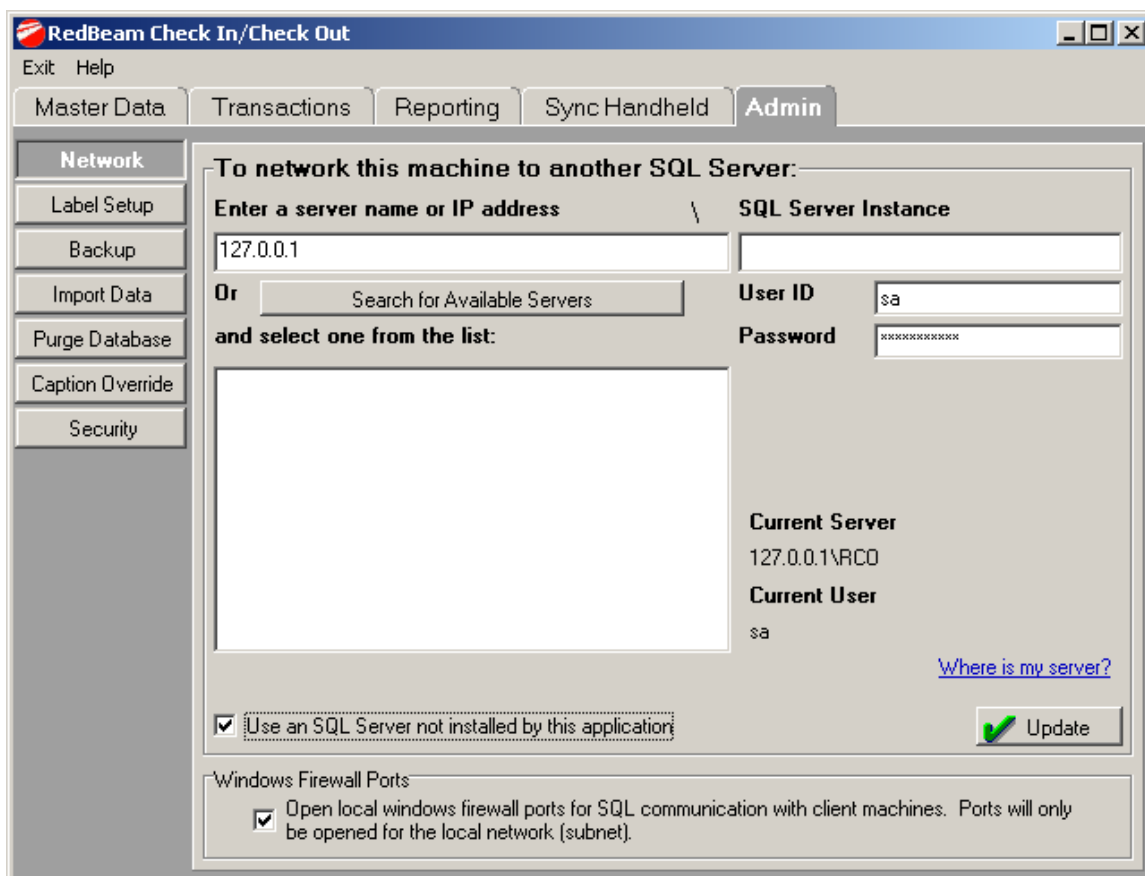 RedBeam Check In/Check Out
Exit Help
Master Data Transactions Reporting Sync Handheld Admin
Network
Label Setup
Backup
Import Data
Purge Database
Caption Override
Security
To network this machine to another SQL Server:
Enter a server name or IP address \ SQL Server Instance
127.0.0.1
Or Search for Available Servers User ID sa
and select one from the list: Password ***********
Current Server
127.0.0.1\RCO
Current User
sa
Where is my server?
Use an SQL Server not installed by this application Update
Windows Firewall Ports
Open local windows firewall ports for SQL communication with client machines. Ports will only
be opened for the local network (subnet).